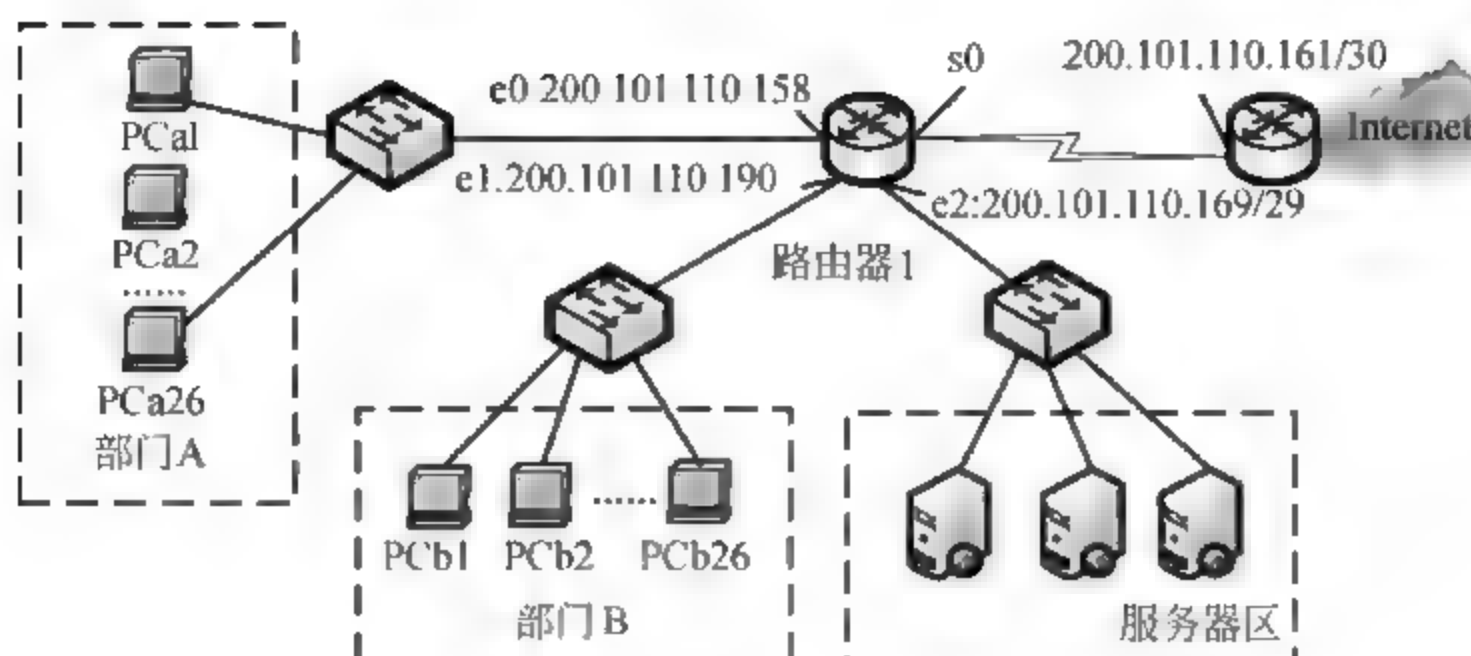 PCa1
PCa2
……
PCa26
部门A
e0 200 101 110 158
e1.200.101 110 190
s0
200.101.110.161/30
Internet
e2:200.101.110.169/29
路由器1
PCb1
PCb2
……
PCb26
部门B
服务器区